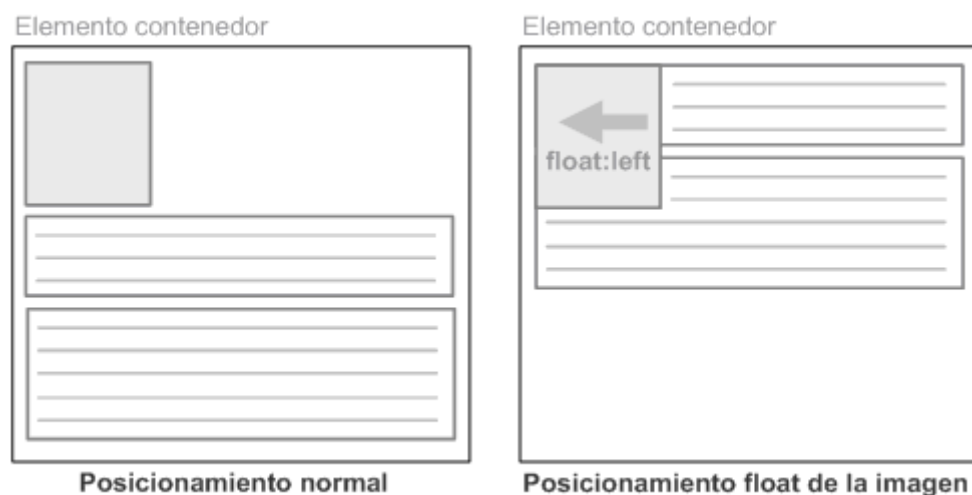 Elemento contenedor
Elemento contenedor
float:left
Posicionamiento normal
Posicionamiento float de la imagen